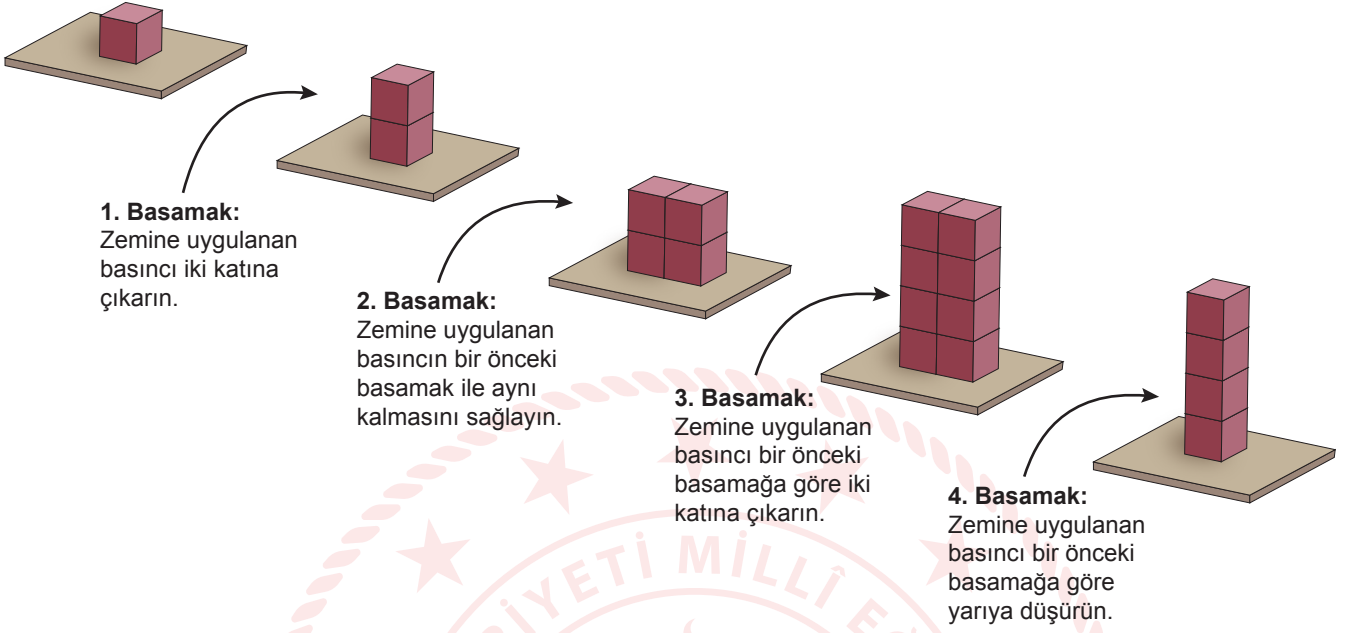 1. Basamak:
Zemine uygulanan
basıncı iki katına
çıkarın.
2. Basamak:
Zemine uygulanan
basıncın bir önceki
basamak ile aynı
kalmasını sağlayın.
3. Basamak:
Zemine uygulanan
basıncı bir önceki
basamağa göre iki
katına çıkarın.
4. Basamak:
Zemine uygulanan
basıncı bir önceki
basamağa göre
yarıya düşürün.
MİLLÎ